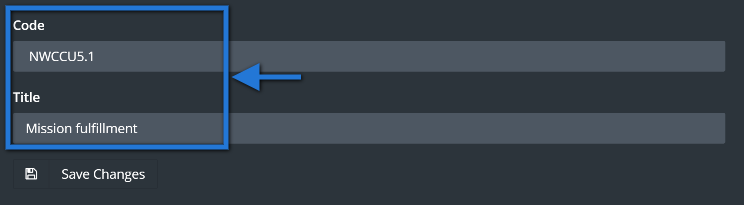 Code
NWCCU5.1
Title
Mission fulfillment
Save Changes